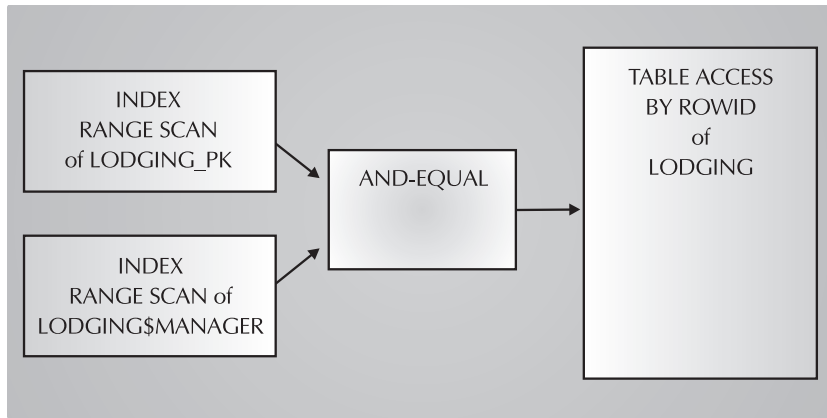 INDEX
RANGE SCAN
of LODGING_PK
INDEX
RANGE SCAN of
LODGING$MANAGER
AND-EQUAL
TABLE ACCESS
BY ROWID
of
LODGING